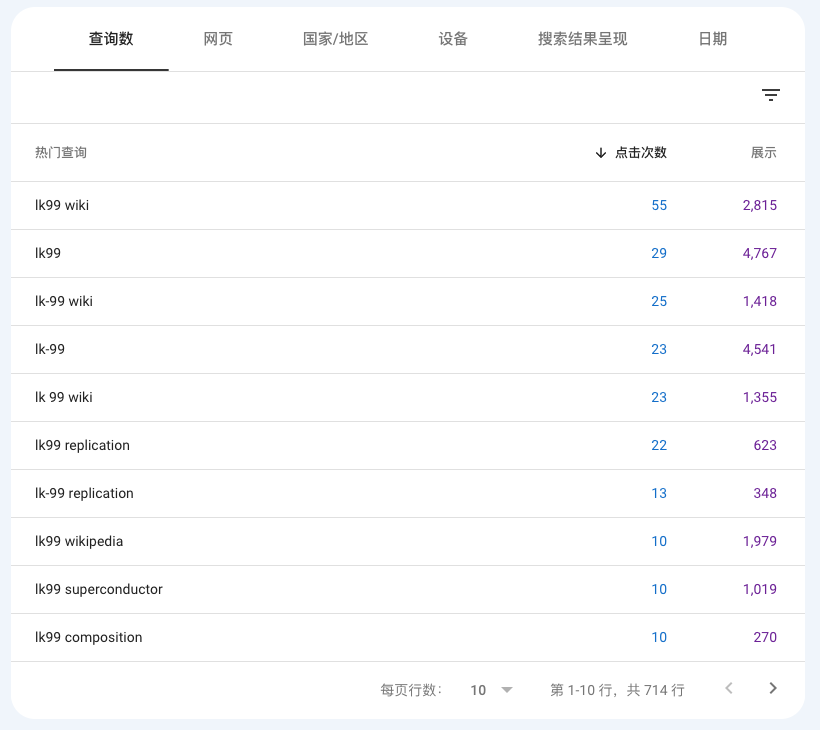 查询数 网页 国家/地区 设备 搜索结果呈现 日期
热门查询 点击次数 展示
lk99 wiki 55 2,815
lk99 29 4,767
lk-99 wiki 25 1,418
lk-99 23 4,541
lk 99 wiki 23 1,355
lk99 replication 22 623
lk-99 replication 13 348
lk99 wikipedia 10 1,979
lk99 superconductor 10 1,019
lk99 composition 10 270
每页行数： 10 第 1-10 行，共 714 行